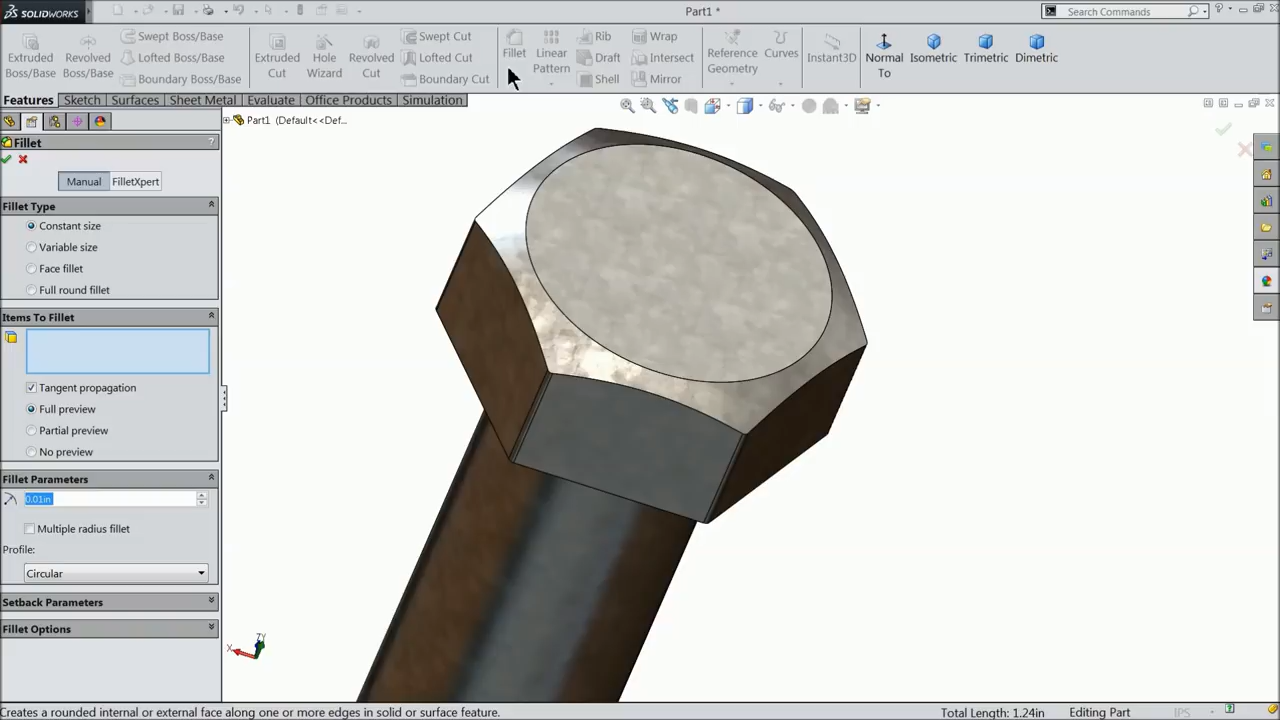 SOLIDWORKS
Part1 *
Search Commands
Extruded Boss/Base
Revolved Boss/Base
Swept Boss/Base
Lofted Boss/Base
Boundary Boss/Base
Extruded Cut
Hole Wizard
Revolved Cut
Swept Cut
Lofted Cut
Boundary Cut
Fillet
Linear Pattern
Rib
Draft
Shell
Wrap
Intersect
Mirror
Reference Geometry
Curves
Instant3D
Normal To
Isometric
Trimetric
Dimetric
Features
Sketch
Surfaces
Sheet Metal
Evaluate
Office Products
Simulation
Part1 (Default<<Def...
Fillet
?
Manual
FilletXpert
Fillet Type
Constant size
Variable size
Face fillet
Full round fillet
Items To Fillet
Tangent propagation
Full preview
Partial preview
No preview
Fillet Parameters
0.01in
Multiple radius fillet
Profile:
Circular
Setback Parameters
Fillet Options
X
ZY
Creates a rounded internal or external face along one or more edges in solid or surface feature.
Total Length: 1.24in
Editing Part
IPS